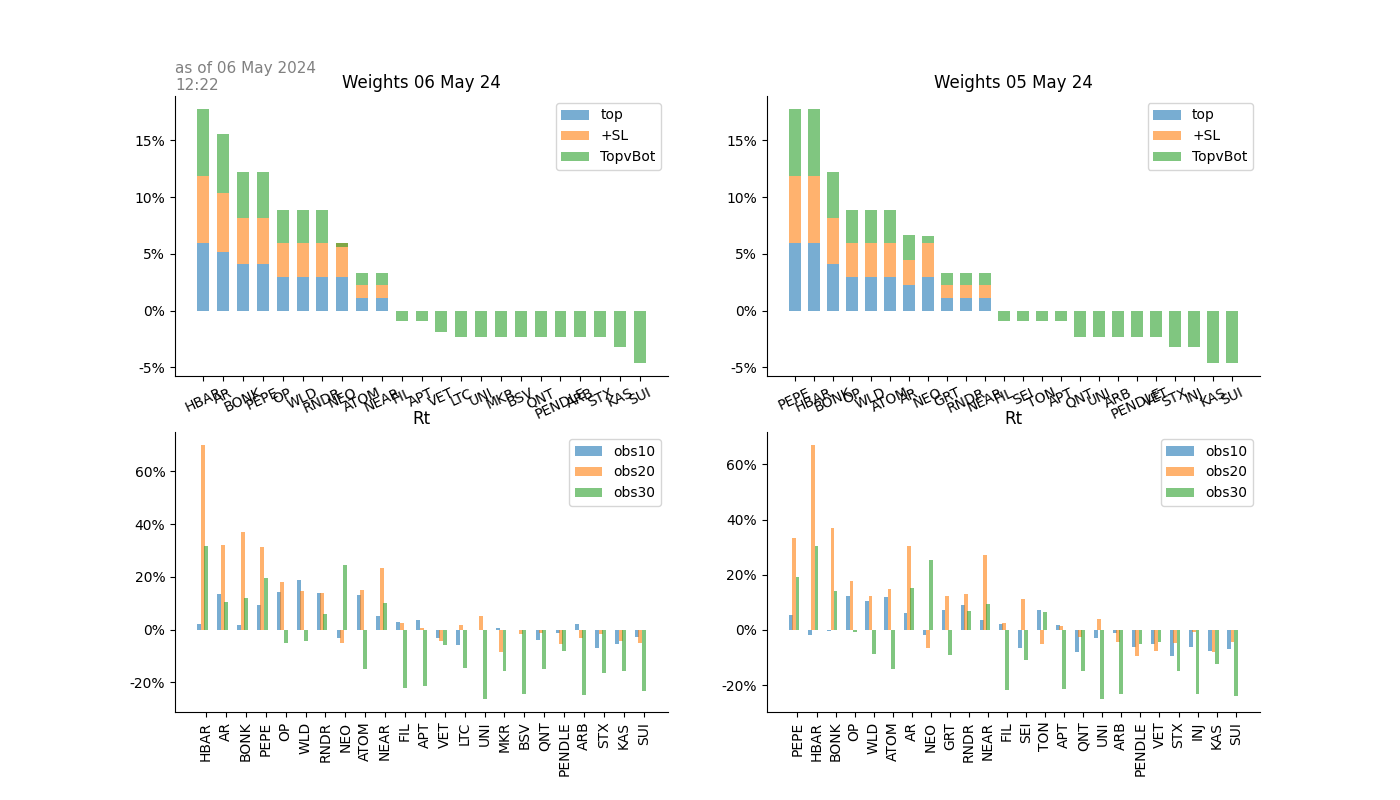 as of 06 May 2024
12:22
Weights 06 May 24
top
+SL
TopvBot
15%
10%
5%
0%
-5%
HBAR AR BONK PEPE OP WLD RNDR NEO ATOM NEAR FIL APT VET LTC UNI MKR BSV QNT PENDLE ARB STX KAS SUI
Weights 05 May 24
top
+SL
TopvBot
15%
10%
5%
0%
-5%
PEPE HBAR BONK OP WLD ATOM AR NEO GRT RNDR NEAR FIL SEI TON APT QNT UNI ARB PENDLE VET STX INJ KAS SUI
Rt
obs10
obs20
obs30
60%
40%
20%
0%
-20%
HBAR AR BONK PEPE OP WLD RNDR NEO ATOM NEAR FIL APT VET LTC UNI MKR BSV QNT PENDLE ARB STX KAS SUI
Rt
obs10
obs20
obs30
60%
40%
20%
0%
-20%
PEPE HBAR BONK OP WLD ATOM AR NEO GRT RNDR NEAR FIL SEI TON APT QNT UNI ARB PENDLE VET STX INJ KAS SUI